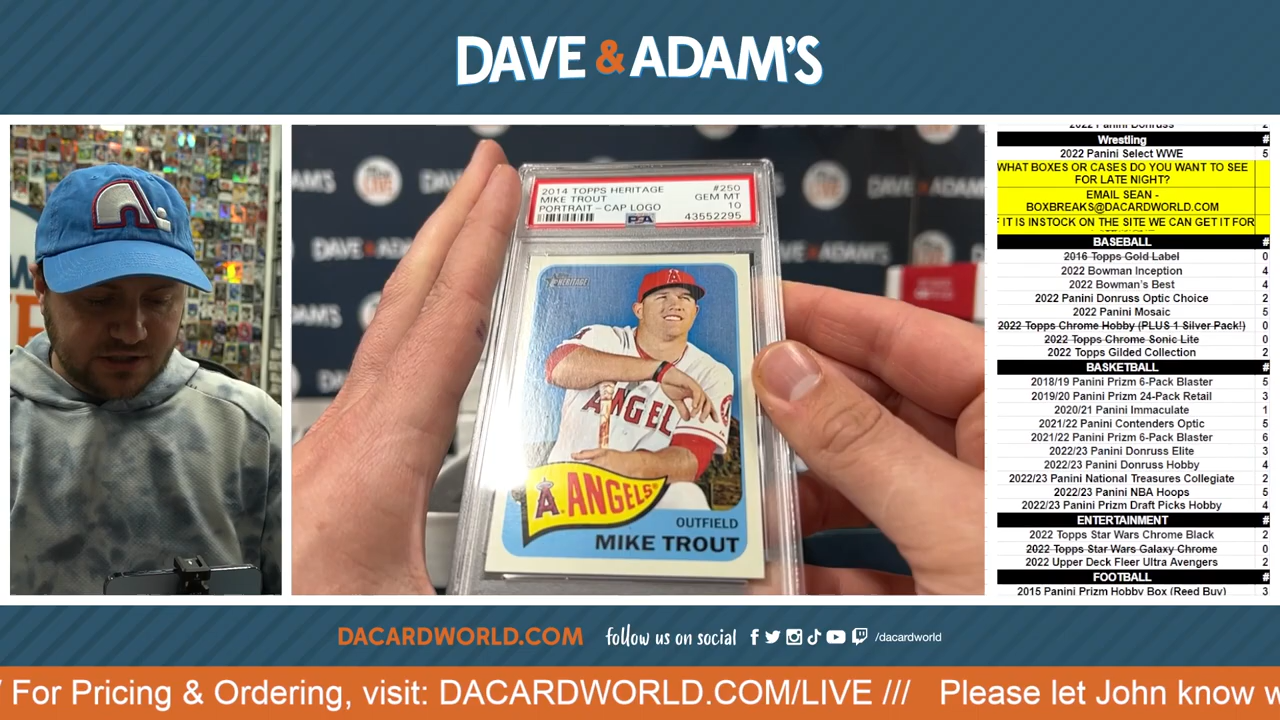 DAVE & ADAM'S
2014 TOPPS HERITAGE #250
MIKE TROUT GEM MT
PORTRAIT - CAP LOGO 10
PSA 43552295
HERITAGE
A
ANGEL
A. ANGELS
OUTFIELD
MIKE TROUT
LIVE
DAVE & ADAM'S
2022 Panini Donruss 2
Wrestling #
2022 Panini Select WWE 5
WHAT BOXES OR CASES DO YOU WANT TO SEE
FOR LATE NIGHT?
EMAIL SEAN -
BOXBREAKS@DACARDWORLD.COM
IT IS INSTOCK ON THE SITE WE CAN GET IT FOR
BASEBALL #
2016 Topps Gold Label 0
2022 Bowman Inception 4
2022 Bowman's Best 4
2022 Panini Donruss Optic Choice 2
2022 Panini Mosaic 5
2022 Topps Chrome Hobby (PLUS 1 Silver Pack!) 0
2022 Topps Chrome Sonic Lite 0
2022 Topps Gilded Collection 2
BASKETBALL #
2018/19 Panini Prizm 6-Pack Blaster 5
2019/20 Panini Prizm 24-Pack Retail 3
2020/21 Panini Immaculate 1
2021/22 Panini Contenders Optic 5
2021/22 Panini Prizm 6-Pack Blaster 6
2022/23 Panini Donruss Elite 3
2022/23 Panini Donruss Hobby 4
2022/23 Panini National Treasures Collegiate 2
2022/23 Panini NBA Hoops 5
2022/23 Panini Prizm Draft Picks Hobby 4
ENTERTAINMENT #
2022 Topps Star Wars Chrome Black 2
2022 Topps Star Wars Galaxy Chrome 0
2022 Upper Deck Fleer Ultra Avengers 2
FOOTBALL #
2015 Panini Prizm Hobby Box (Reed Buy) 3
DACARDWORLD.COM follow us on social /dacardworld
/ For Pricing & Ordering, visit: DACARDWORLD.COM/LIVE /// Please let John know w